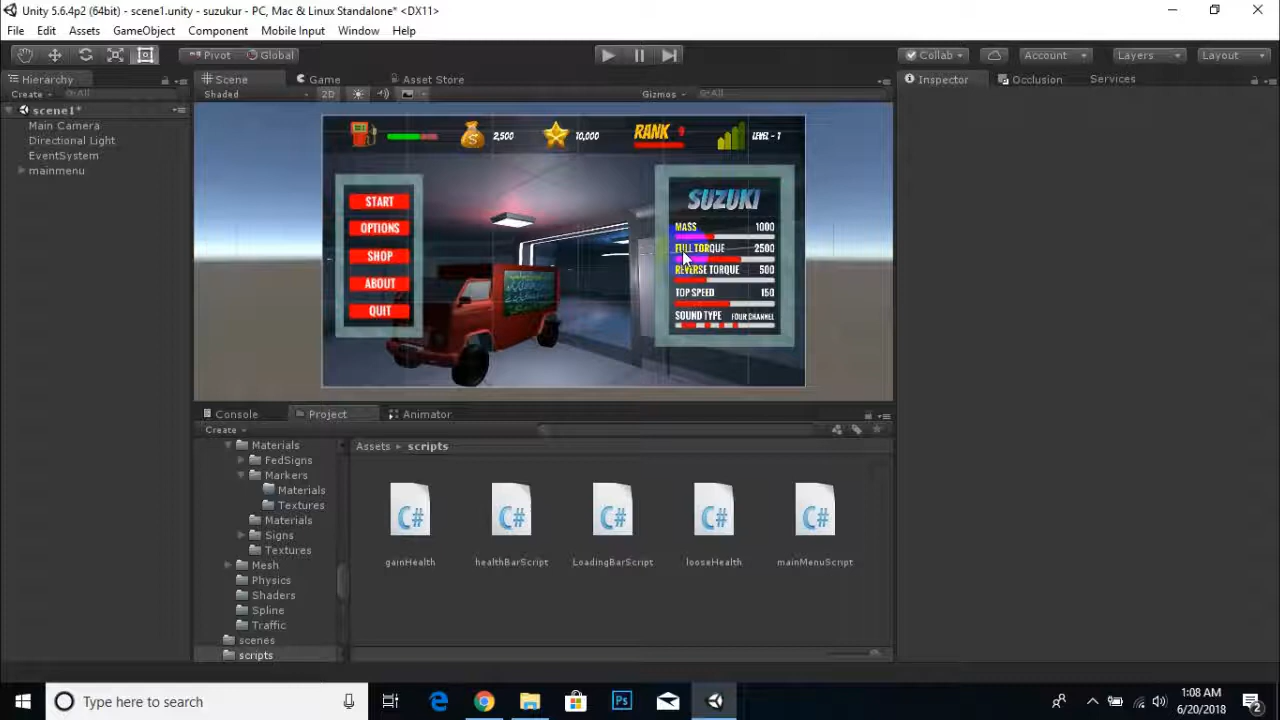 Unity 5.6.4p2 (64bit) - scene1.unity - suzukur - PC, Mac & Linux Standalone* <DX11>
File Edit Assets GameObject Component Mobile Input Window Help
Pivot Global Collab Account Layers Layout
Hierarchy Scene Game Asset Store Inspector Occlusion Services
Create All Shaded 2D Gizmos All
scene1*
Main Camera
Directional Light
EventSystem
mainmenu
2,500 10,000 RANK 9 LEVEL - 1
START
OPTIONS
SHOP
ABOUT
QUIT
SUZUKI
MASS 1000
FULL TORQUE 2500
REVERSE TORQUE 500
TOP SPEED 150
SOUND TYPE FOUR CHANNEL
Console Project Animator
Create
Materials
FedSigns
Markers
Materials
Textures
Materials
Signs
Textures
Mesh
Physics
Shaders
Spline
Traffic
scenes
scripts
Assets scripts
C# C# C# C# C#
gainHealth healthBarScript LoadingBarScript looseHealth mainMenuScript
Type here to search
Ps
1:08 AM
6/20/2018
2